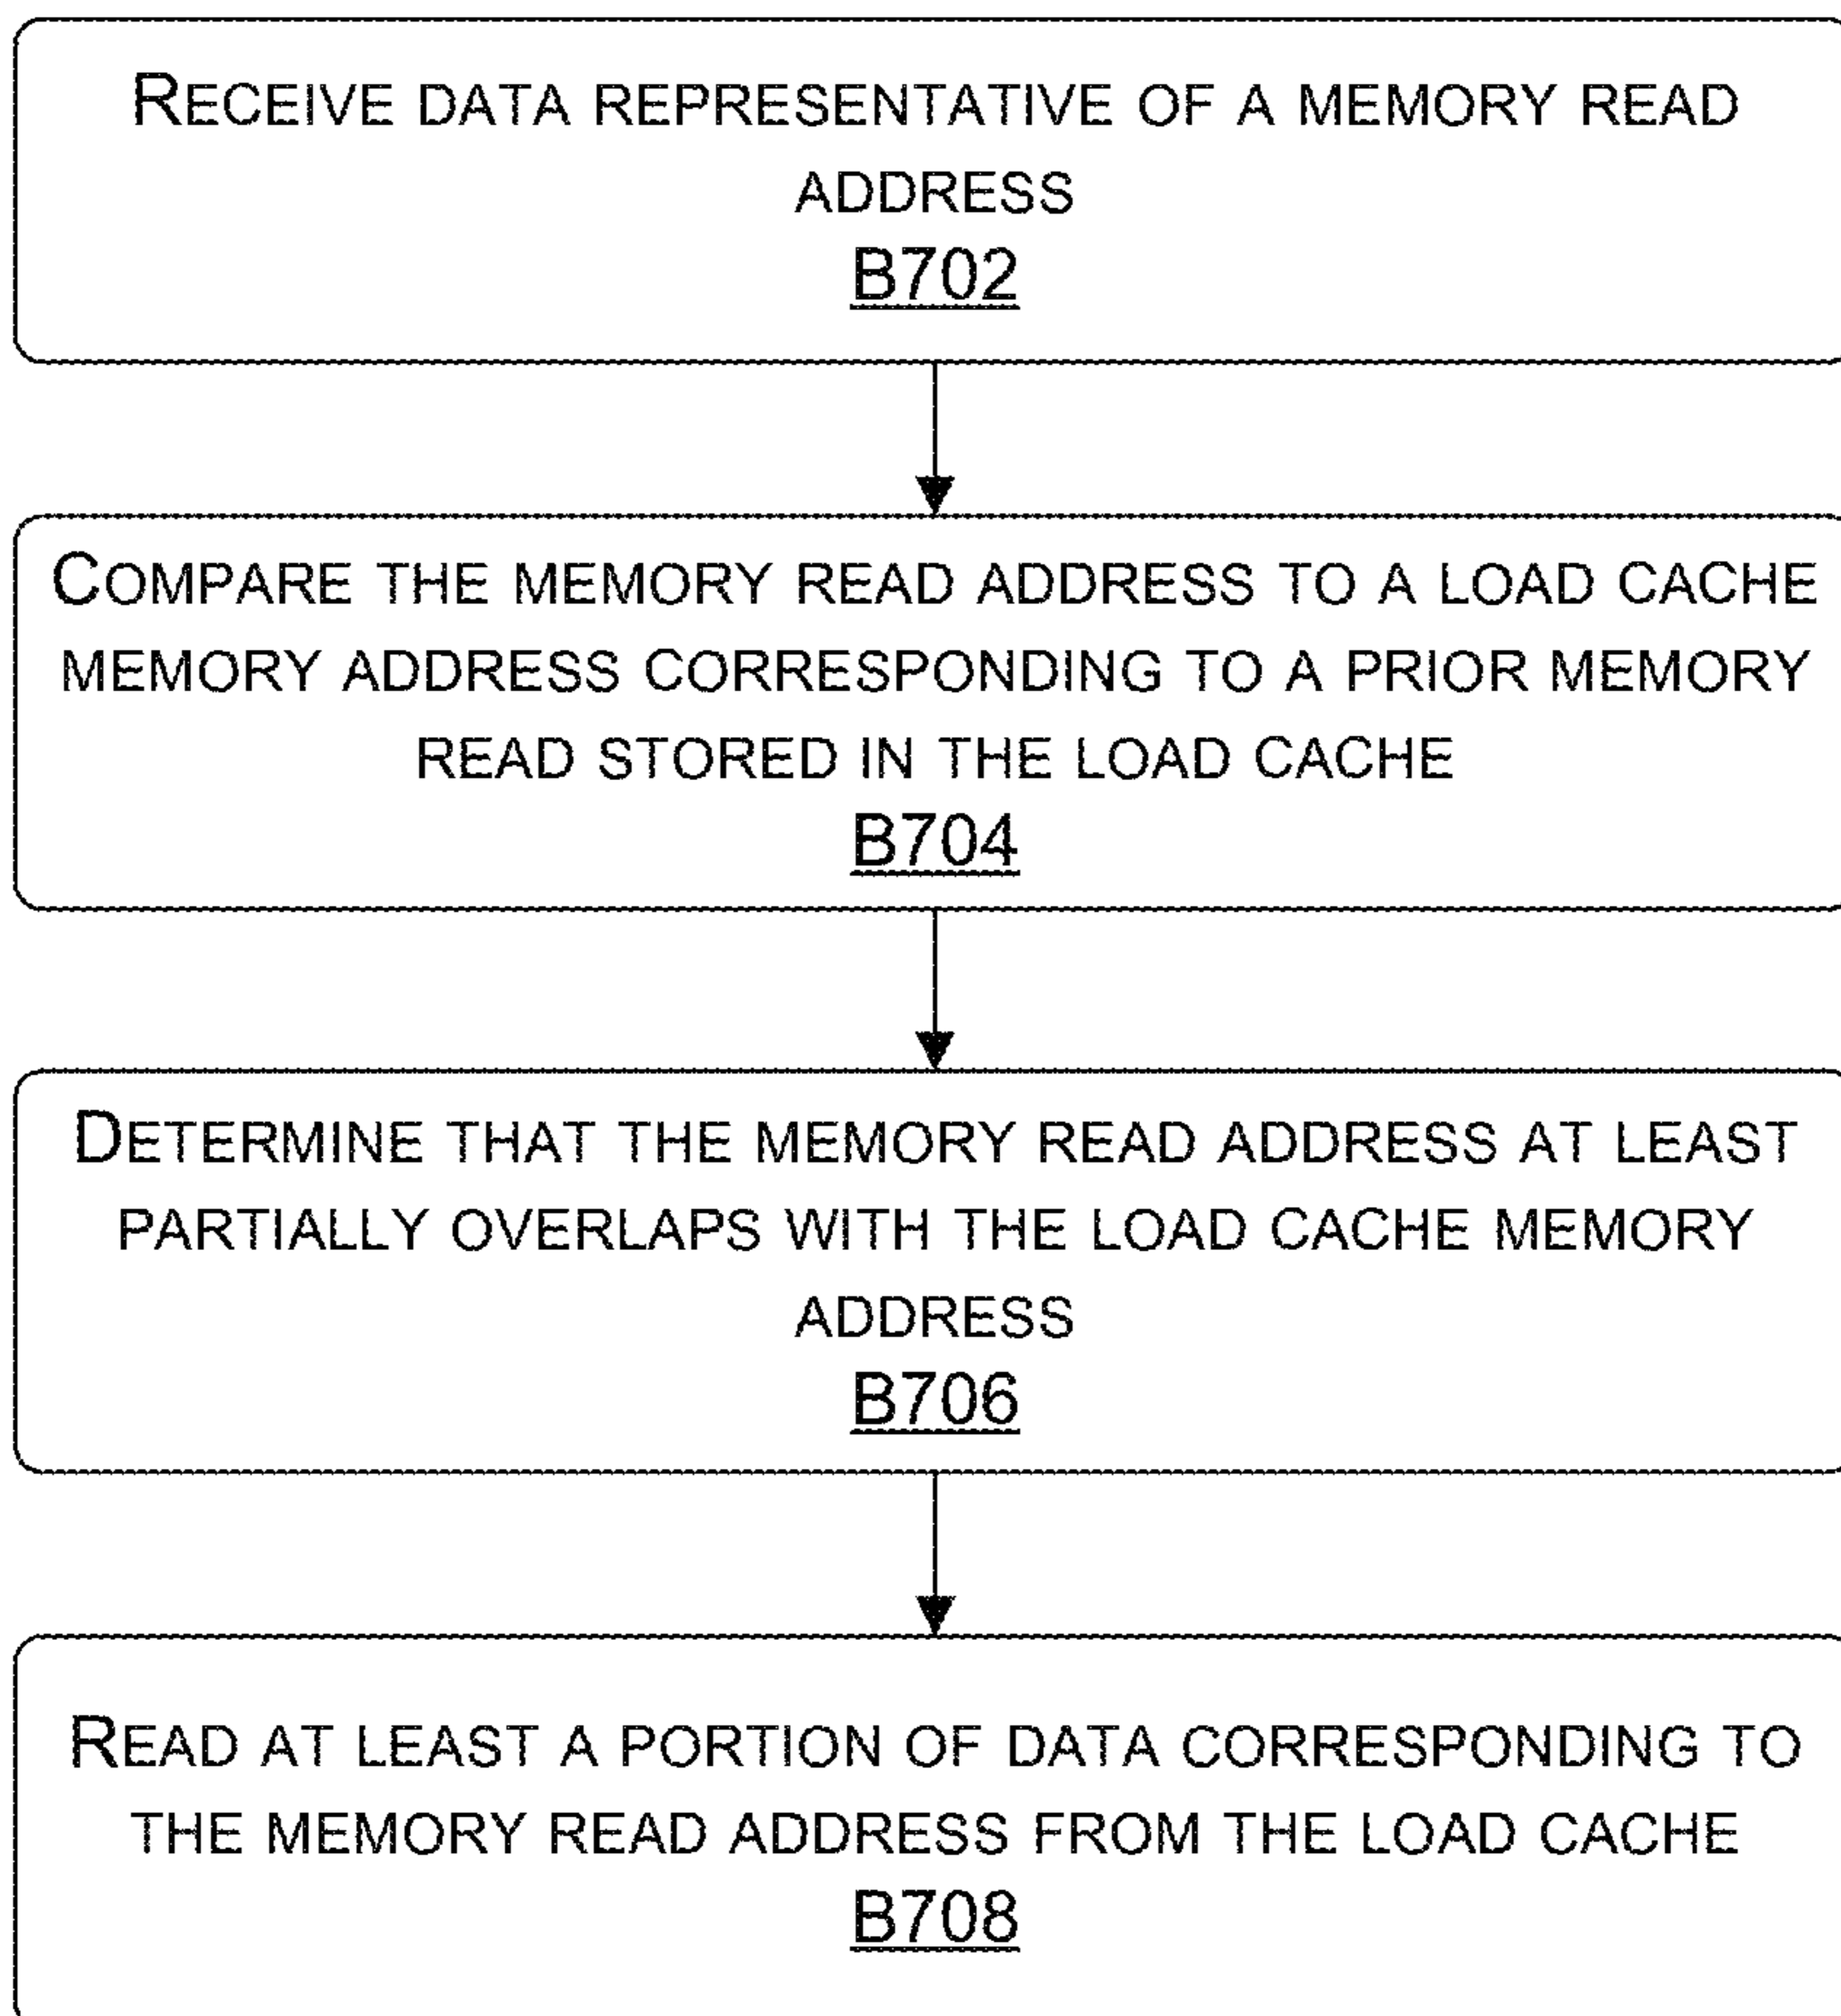 RECEIVE DATA REPRESENTATIVE OF A MEMORY READ
ADDRESS
B702
COMPARE THE MEMORY READ ADDRESS TO A LOAD CACHE
MEMORY ADDRESS CORRESPONDING TO A PRIOR MEMORY
READ STORED IN THE LOAD CACHE
B704
DETERMINE THAT THE MEMORY READ ADDRESS AT LEAST
PARTIALLY OVERLAPS WITH THE LOAD CACHE MEMORY
ADDRESS
B706
READ AT LEAST A PORTION OF DATA CORRESPONDING TO
THE MEMORY READ ADDRESS FROM THE LOAD CACHE
B708